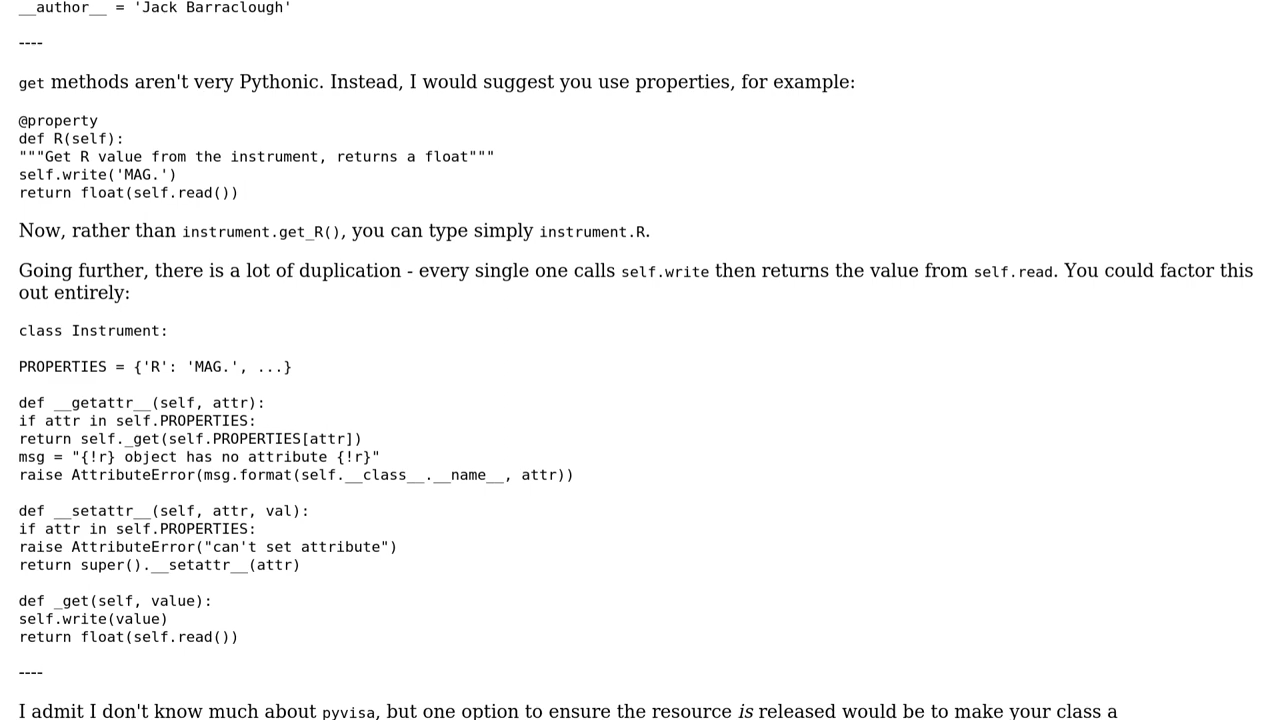 __author__ = 'Jack Barraclough'
----
get methods aren't very Pythonic. Instead, I would suggest you use properties, for example:
@property
def R(self):
"""Get R value from the instrument, returns a float"""
self.write('MAG.')
return float(self.read())
Now, rather than instrument.get_R(), you can type simply instrument.R.
Going further, there is a lot of duplication - every single one calls self.write then returns the value from self.read. You could factor this
out entirely:
class Instrument:
PROPERTIES = {'R': 'MAG.', ...}
def __getattr__(self, attr):
if attr in self.PROPERTIES:
return self._get(self.PROPERTIES[attr])
msg = "{!r} object has no attribute {!r}"
raise AttributeError(msg.format(self.__class__.__name__, attr))
def __setattr__(self, attr, val):
if attr in self.PROPERTIES:
raise AttributeError("can't set attribute")
return super().__setattr__(attr)
def _get(self, value):
self.write(value)
return float(self.read())
----
I admit I don't know much about pyvisa, but one option to ensure the resource is released would be to make your class a